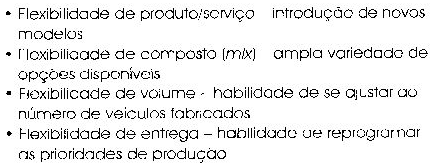 • Flexibilidade de produto/serviço introdução de novos
modelos
• Flexibilidade de composto (mix) ampla variedade de
opções disponíveis
• Flexibilidade de volume - habilidade de se ajustar ao
número de veículos fabricados
• Flexibilidade de entrega – habilidade de reprogramar
as prioridades de produção